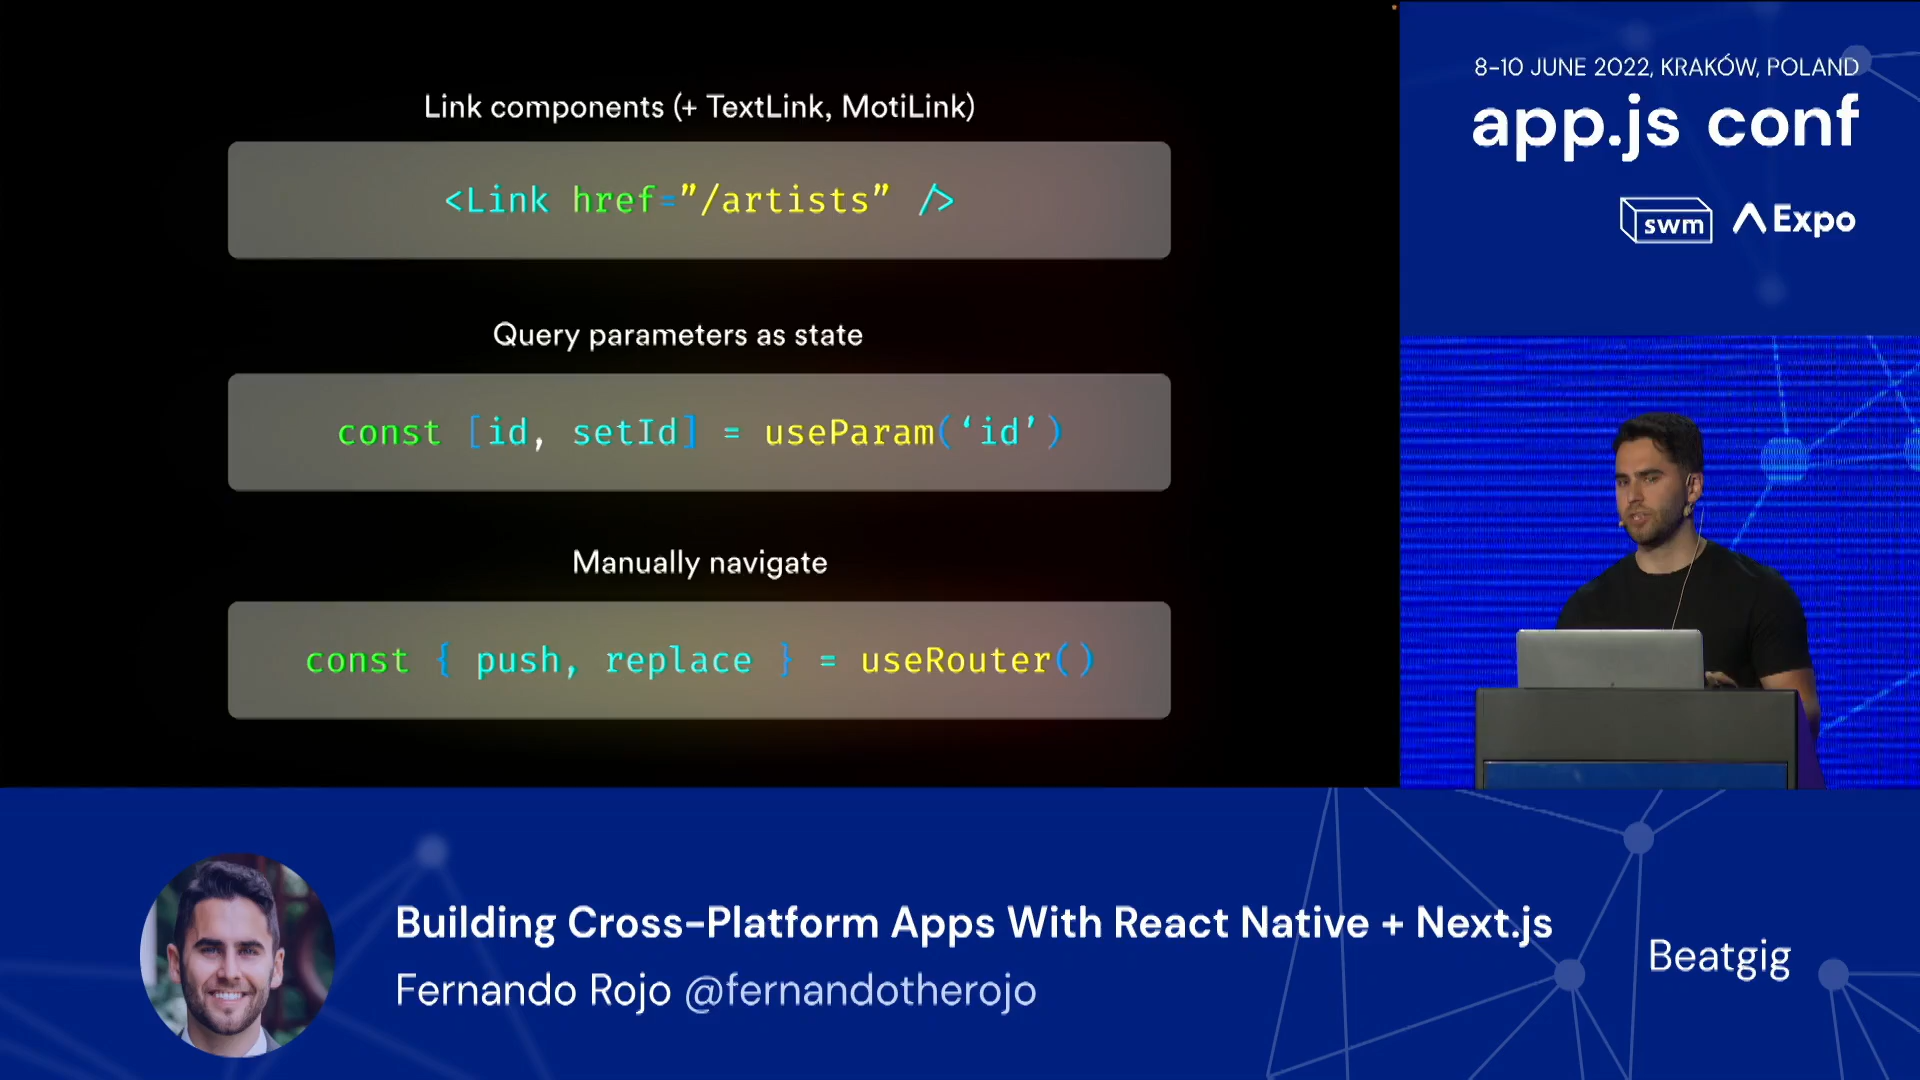 Link components (+ TextLink, MotiLink)
<Link href="/artists" />
Query parameters as state
const [id, setId] = useParam(‘id’)
Manually navigate
const { push, replace } = useRouter()
8-10 JUNE 2022, KRAKÓW, POLAND
app.js conf
swm Expo
Building Cross-Platform Apps With React Native + Next.js
Fernando Rojo @fernandotherojo
Beatgig